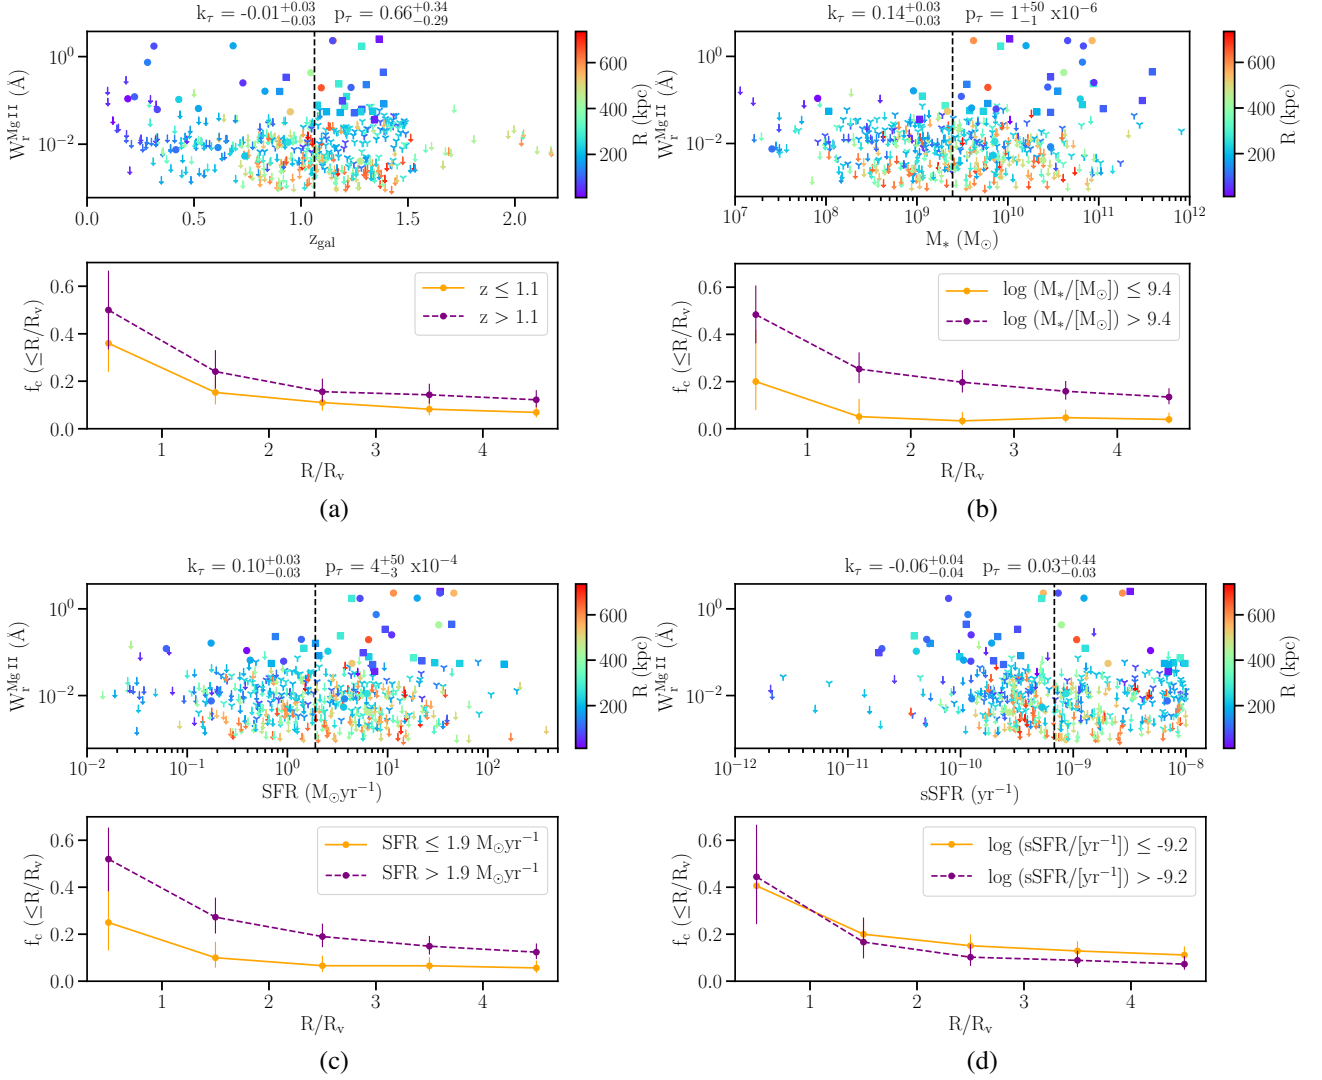 k_τ = -0.01^{+0.03}_{-0.03} p_τ = 0.66^{+0.34}_{-0.29}
10^0
10^{-2}
W_r^{MgII} (Å)
0.0 0.5 1.0 1.5 2.0
z_gal
600
400
200
R (kpc)
0.6
0.4
0.2
0.0
f_c (≤R/R_v)
z ≤ 1.1
z > 1.1
1 2 3 4
R/R_v
(a)
k_τ = 0.14^{+0.03}_{-0.03} p_τ = 1^{+50}_{-1} x10^{-6}
10^0
10^{-2}
W_r^{MgII} (Å)
10^7 10^8 10^9 10^{10} 10^{11} 10^{12}
M_* (M_⊙)
600
400
200
R (kpc)
0.6
0.4
0.2
0.0
f_c (≤R/R_v)
log (M_*/[M_⊙]) ≤ 9.4
log (M_*/[M_⊙]) > 9.4
1 2 3 4
R/R_v
(b)
k_τ = 0.10^{+0.03}_{-0.03} p_τ = 4^{+50}_{-3} x10^{-4}
10^0
10^{-2}
W_r^{MgII} (Å)
10^{-2} 10^{-1} 10^0 10^1 10^2
SFR (M_⊙yr^{-1})
600
400
200
R (kpc)
0.6
0.4
0.2
0.0
f_c (≤R/R_v)
SFR ≤ 1.9 M_⊙yr^{-1}
SFR > 1.9 M_⊙yr^{-1}
1 2 3 4
R/R_v
(c)
k_τ = -0.06^{+0.04}_{-0.04} p_τ = 0.03^{+0.44}_{-0.03}
10^0
10^{-2}
W_r^{MgII} (Å)
10^{-12} 10^{-11} 10^{-10} 10^{-9} 10^{-8}
sSFR (yr^{-1})
600
400
200
R (kpc)
0.6
0.4
0.2
0.0
f_c (≤R/R_v)
log (sSFR/[yr^{-1}]) ≤ -9.2
log (sSFR/[yr^{-1}]) > -9.2
1 2 3 4
R/R_v
(d)